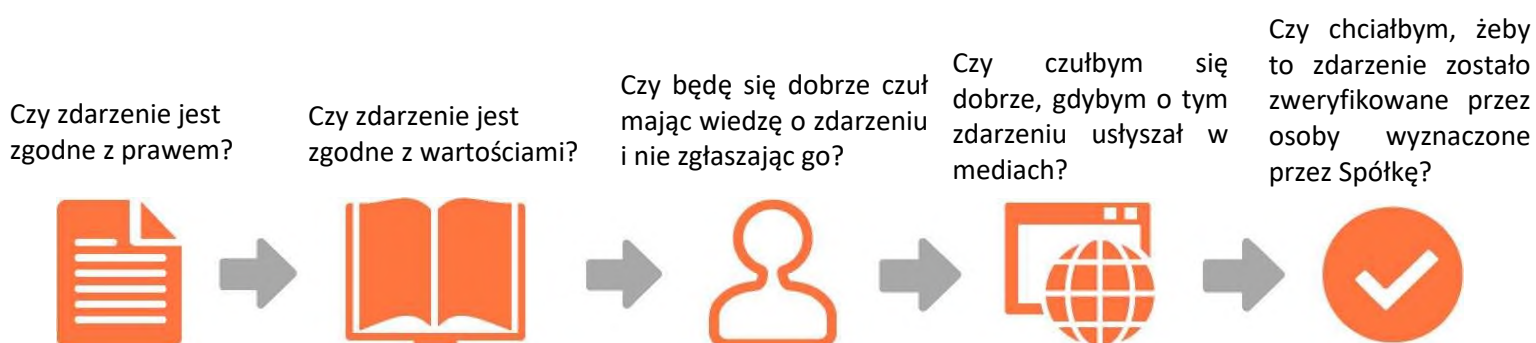 Czy zdarzenie jest
zgodne z prawem?
Czy zdarzenie jest
zgodne z wartościami?
Czy będę się dobrze czuł
mając wiedzę o zdarzeniu
i nie zgłaszając go?
Czy czułbym się
dobrze, gdybym o tym
zdarzeniu usłyszał w
mediach?
Czy chciałbym, żeby
to zdarzenie zostało
zweryfikowane przez
osoby wyznaczone
przez Spółkę?